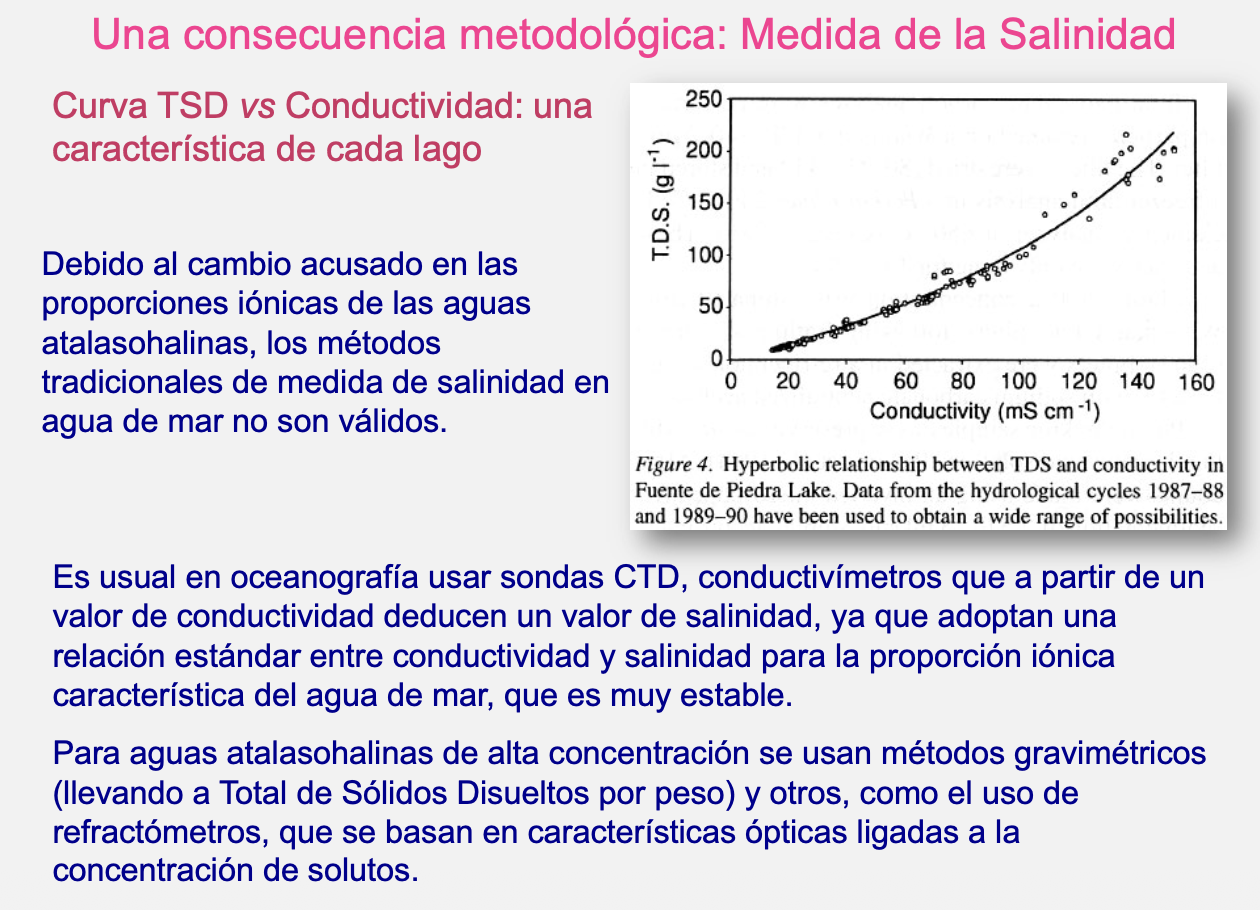 Una consecuencia metodológica: Medida de la Salinidad
Curva TSD vs Conductividad: una
característica de cada lago
Debido al cambio acusado en las
proporciones iónicas de las aguas
atalasohalinas, los métodos
tradicionales de medida de salinidad en
agua de mar no son válidos.
250
200
150
100
50
0
T.D.S. (g l⁻¹)
0 20 40 60 80 100 120 140 160
Conductivity (mS cm⁻¹)
Figure 4. Hyperbolic relationship between TDS and conductivity in
Fuente de Piedra Lake. Data from the hydrological cycles 1987–88
and 1989–90 have been used to obtain a wide range of possibilities.
Es usual en oceanografía usar sondas CTD, conductivímetros que a partir de un
valor de conductividad deducen un valor de salinidad, ya que adoptan una
relación estándar entre conductividad y salinidad para la proporción iónica
característica del agua de mar, que es muy estable.
Para aguas atalasohalinas de alta concentración se usan métodos gravimétricos
(llevando a Total de Sólidos Disueltos por peso) y otros, como el uso de
refractómetros, que se basan en características ópticas ligadas a la
concentración de solutos.